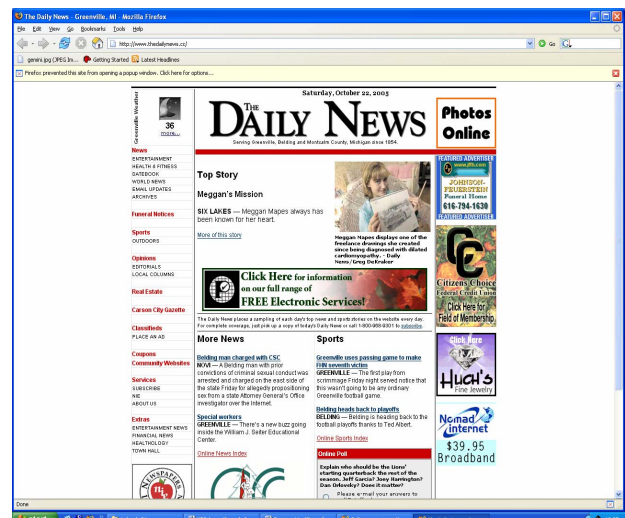 The Daily News - Greenville, MI - Mozilla Firefox
File Edit View Go Bookmarks Tools Help
http://www.thedailynews.cc/
Go
gemini.jpg (JPEG Im... Getting Started Latest Headlines
Firefox prevented this site from opening a popup window. Click here for options...
Greenville Weather
36
more...
News
ENTERTAINMENT
HEALTH & FITNESS
DATEBOOK
WORLD NEWS
EMAIL UPDATES
ARCHIVES
Funeral Notices
Sports
OUTDOORS
Opinions
EDITORIALS
LOCAL COLUMNS
Real Estate
Carson City Gazette
Classifieds
PLACE AN AD
Coupons
Community Websites
Services
SUBSCRIBE
NIE
ABOUT US
Extras
ENTERTAINMENT NEWS
FINANCIAL NEWS
HEALTHOLOGY
TOWN HALL
NEWSPAPERS
Saturday, October 22, 2005
THE DAILY NEWS
Serving Greenville, Belding and Montcalm County, Michigan since 1854.
Top Story
Meggan's Mission
SIX LAKES — Meggan Mapes always has
been known for her heart.
More of this story
Meggan Mapes displays one of the
freelance drawings she created
since being diagnosed with dilated
cardiomyopathy. - Daily
News/Greg DeKraker
Click Here for information
on our full range of
FREE Electronic Services!
The Daily News places a sampling of each day's top news and sports stories on the website every day.
For complete coverage, just pick up a copy of today's Daily News or call 1-800-968-9301 to subscribe.
More News
Belding man charged with CSC
NOVI — A Belding man with prior
convictions of criminal sexual conduct was
arrested and charged on the east side of
the state Friday for allegedly propositioning
sex from a state Attorney General's Office
investigator over the Internet.
Special workers
GREENVILLE — There's a new buzz going
inside the William J. Seiter Educational
Center.
Online News Index
Sports
Greenville uses passing game to make
FHN seventh victim
GREENVILLE — The first play from
scrimmage Friday night served notice that
this wasn't going to be any ordinary
Greenville football game.
Belding heads back to playoffs
BELDING — Belding is heading back to the
football playoffs thanks to Ted Albert.
Online Sports Index
Online Poll
Explain who should be the Lions'
starting quarterback the rest of the
season. Jeff Garcia? Joey Harrington?
Dan Orlovsky? Does it matter?
Please e-mail your answers to
Photos
Online
FEATURED ADVERTISER
www.jffh.com
JOHNSON-
FEUERSTEIN
Funeral Home
616-794-1630
FEATURED ADVERTISER
CC
Citizens Choice
Federal Credit Union
Click Here for
Field of Membership
Click Here
HUCH'S
Fine Jewelry
Nomad
internet
$39.95
Broadband
Done